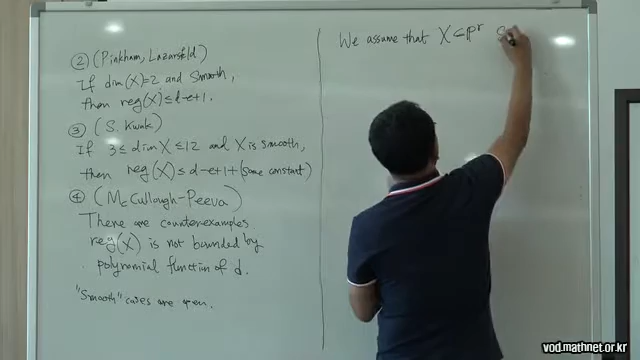 ② (Pinkham, Lazarsfeld)
If dim(X)=2 and smooth,
then reg(X) ≤ d-e+1.
③ (S. Kwak)
If 3 ≤ dim X ≤ 12 and X is smooth,
then reg(X) ≤ d-e+1+(some constant)
④ (McCullough-Peeva)
There are counterexamples.
reg(X) is not bounded by
polynomial function of d.
"Smooth" cases are open.
We assume that X ⊂ ℙ^r
vod.mathnet.or.kr